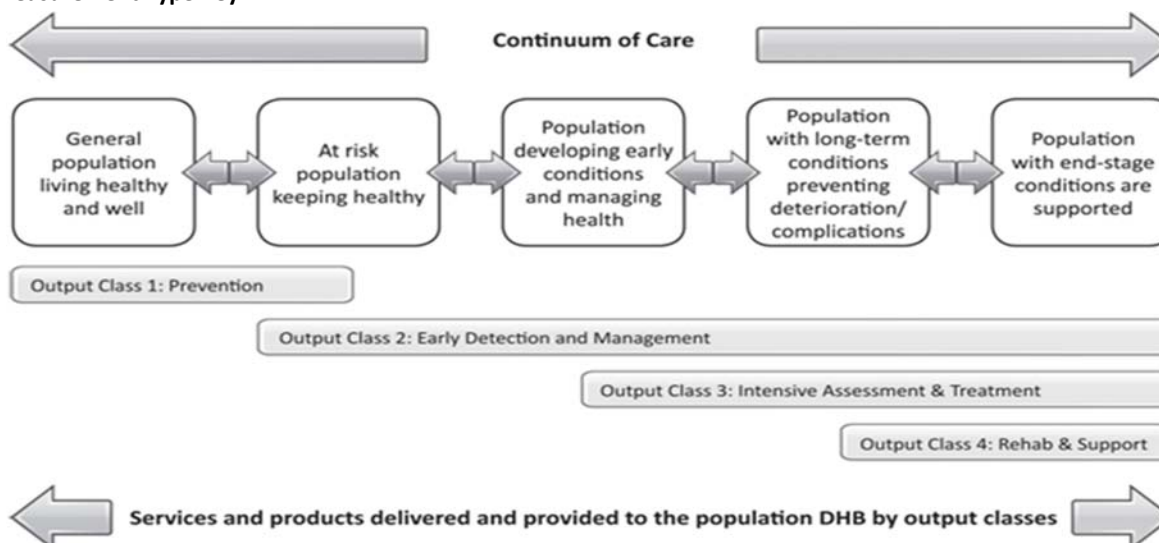 Continuum of Care
General
population
living healthy
and well
At risk
population
keeping healthy
Population
developing early
conditions
and managing
health
Population
with long-term
conditions
preventing
deterioration/
complications
Population
with end-stage
conditions are
supported
Output Class 1: Prevention
Output Class 2: Early Detection and Management
Output Class 3: Intensive Assessment & Treatment
Output Class 4: Rehab & Support
Services and products delivered and provided to the population DHB by output classes